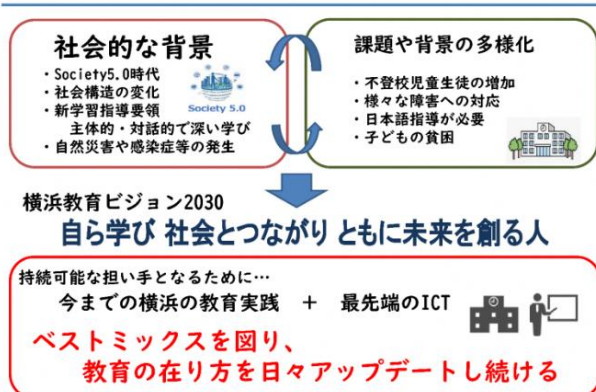 社会的な背景
・Society5.0時代
・社会構造の変化
・新学習指導要領
主体的・対話的で深い学び
・自然災害や感染症等の発生
Society 5.0
課題や背景の多様化
・不登校児童生徒の増加
・様々な障害への対応
・日本語指導が必要
・子どもの貧困
横浜教育ビジョン2030
自ら学び 社会とつながり ともに未来を創る人
持続可能な担い手となるために…
今までの横浜の教育実践 + 最先端のICT
ベストミックスを図り、
教育の在り方を日々アップデートし続ける